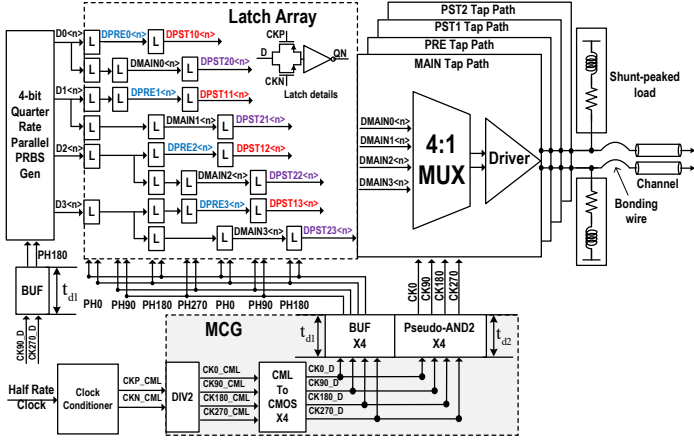 Latch Array
D0<n>
L
DPRE0<n>
L
DPST10<n>
L
L
DMAIN0<n>
L
DPST20<n>
D1<n>
L
DPRE1<n>
L
DPST11<n>
L
L
DMAIN1<n>
L
DPST21<n>
D2<n>
L
DPRE2<n>
L
DPST12<n>
L
L
DMAIN2<n>
L
DPST22<n>
D3<n>
L
L
DPRE3<n>
L
DPST13<n>
L
DMAIN3<n>
L
DPST23<n>
4-bit
Quarter
Rate
Parallel
PRBS
Gen
CKP
D
QN
CKN
Latch details
PST2 Tap Path
PST1 Tap Path
PRE Tap Path
MAIN Tap Path
DMAIN0<n>
DMAIN1<n>
DMAIN2<n>
DMAIN3<n>
4:1
MUX
Driver
Shunt-peaked
load
Channel
Bonding
wire
PH180
BUF
td1
CK90_D
CK270_D
PH0
PH90
PH180
PH270
PH0
PH90
PH180
CK0
CK90
CK180
CK270
MCG
td1
BUF
X4
Pseudo-AND2
X4
td2
Half Rate
Clock
Clock
Conditioner
CKP_CML
CKN_CML
DIV2
CK0_CML
CK90_CML
CK180_CML
CK270_CML
CML
To
CMOS
X4
CK0_D
CK90_D
CK180_D
CK270_D